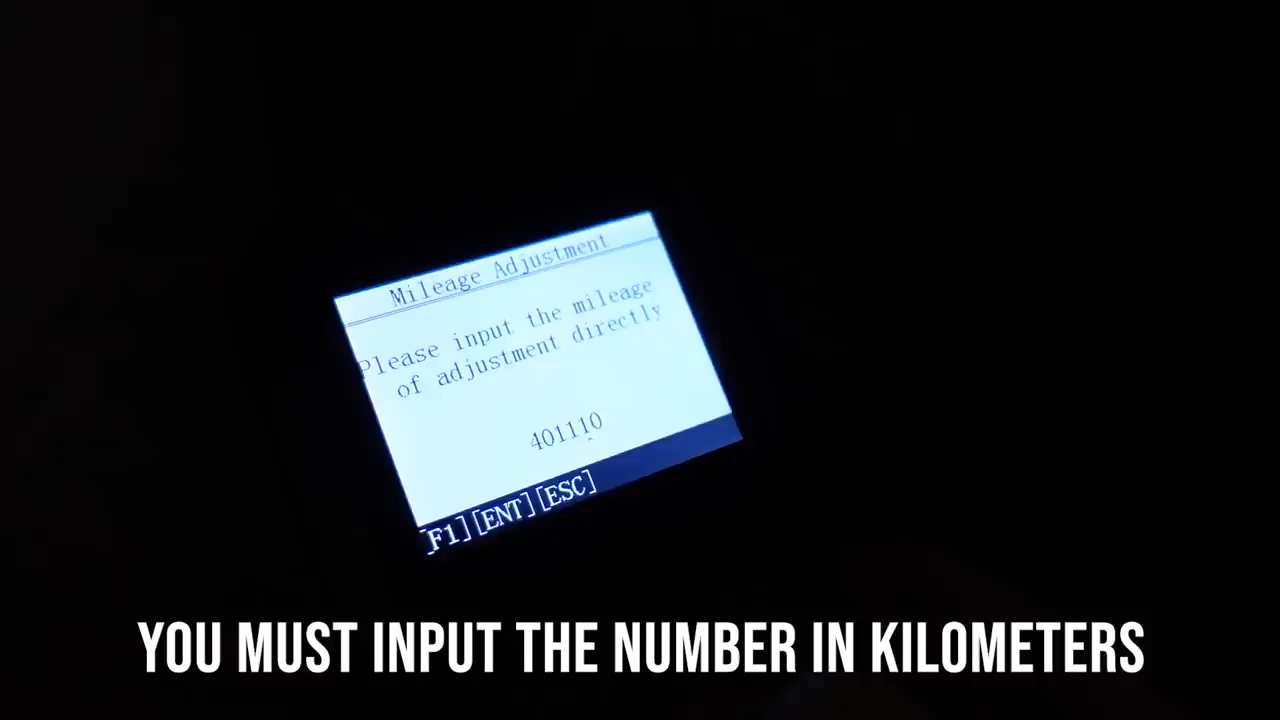 Mileage Adjustment
Please input the mileage
of adjustment directly
401110
[F1][ENT][ESC]
YOU MUST INPUT THE NUMBER IN KILOMETERS